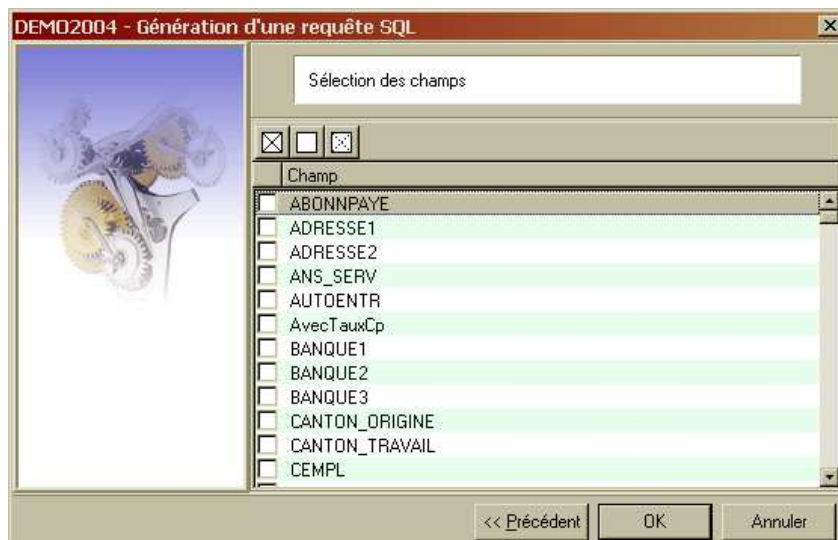 DEMO2004 - Génération d'une requête SQL
Sélection des champs
Champ
ABONNPAYE
ADRESSE1
ADRESSE2
ANS_SERV
AUTOENTR
AvecTauxCp
BANQUE1
BANQUE2
BANQUE3
CANTON_ORIGINE
CANTON_TRAVAIL
CEMPL
<< Précédent OK Annuler